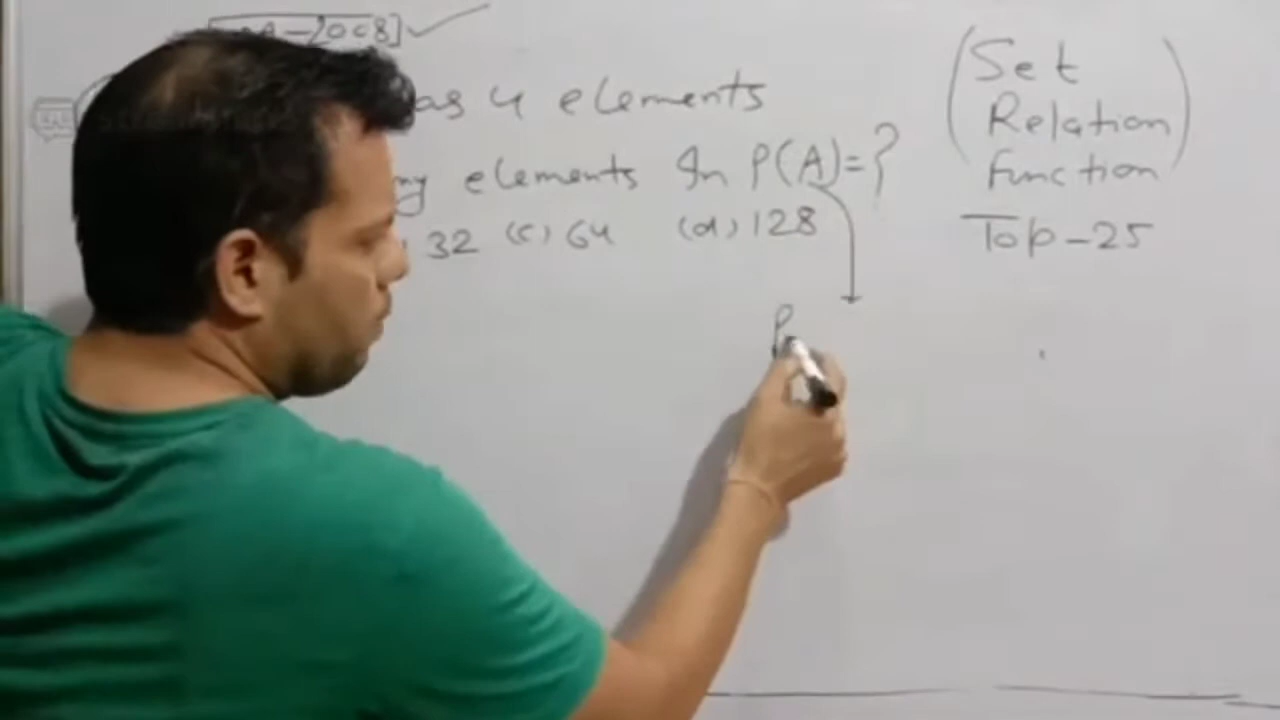 -2008]
as 4 elements
elements In P(A)=?
32 (c) 64 (d) 128
P
(Set
Relation)
Function
Top-25